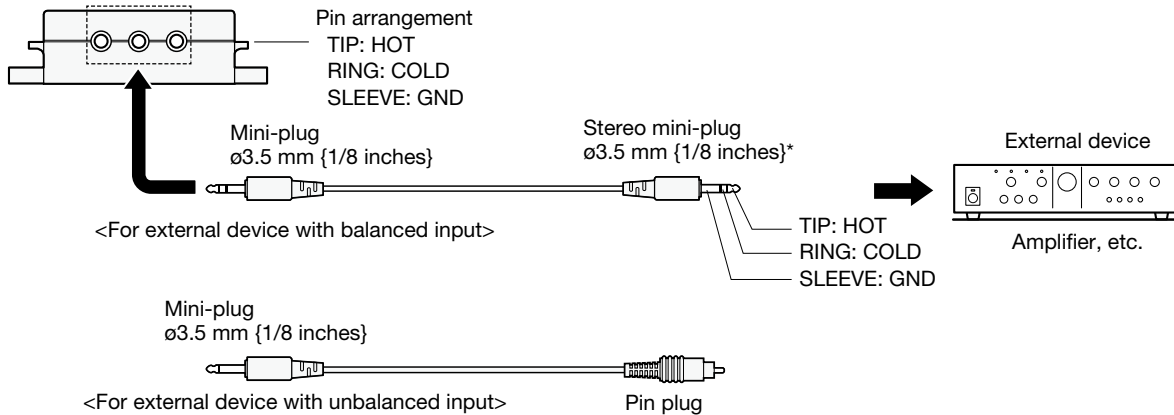 Pin arrangement
TIP: HOT
RING: COLD
SLEEVE: GND
Mini-plug
ø3.5 mm {1/8 inches}
Stereo mini-plug
ø3.5 mm {1/8 inches}*
External device
<For external device with balanced input>
TIP: HOT
RING: COLD
SLEEVE: GND
Amplifier, etc.
Mini-plug
ø3.5 mm {1/8 inches}
<For external device with unbalanced input>
Pin plug